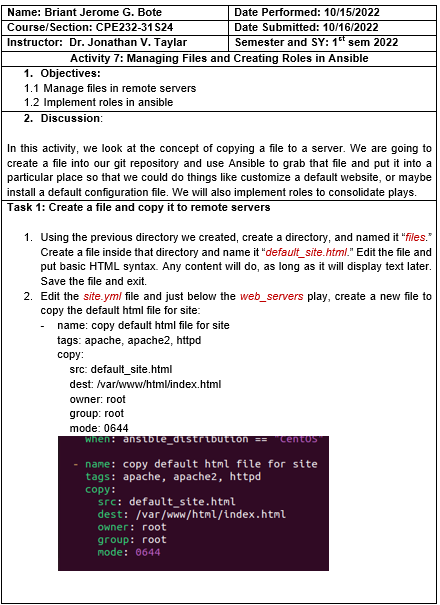 Name: Briant Jerome G. Bote
Date Performed: 10/15/2022
Course/Section: CPE232-31S24
Date Submitted: 10/16/2022
Instructor: Dr. Jonathan V. Taylar
Semester and SY: 1st sem 2022
Activity 7: Managing Files and Creating Roles in Ansible
1. Objectives:
1.1 Manage files in remote servers
1.2 Implement roles in ansible
2. Discussion:
In this activity, we look at the concept of copying a file to a server. We are going to
create a file into our git repository and use Ansible to grab that file and put it into a
particular place so that we could do things like customize a default website, or maybe
install a default configuration file. We will also implement roles to consolidate plays.
Task 1: Create a file and copy it to remote servers
1. Using the previous directory we created, create a directory, and named it “files.”
Create a file inside that directory and name it “default_site.html.” Edit the file and
put basic HTML syntax. Any content will do, as long as it will display text later.
Save the file and exit.
2. Edit the site.yml file and just below the web_servers play, create a new file to
copy the default html file for site:
- name: copy default html file for site
tags: apache, apache2, httpd
copy:
src: default_site.html
dest: /var/www/html/index.html
owner: root
group: root
mode: 0644
when: ansible_distribution == "CentOS"
- name: copy default html file for site
tags: apache, apache2, httpd
copy:
src: default_site.html
dest: /var/www/html/index.html
owner: root
group: root
mode: 0644